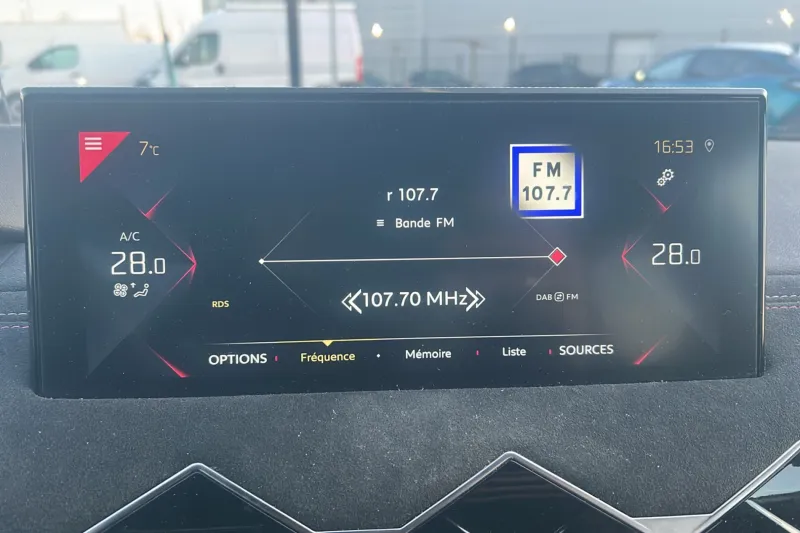 7°C
16:53
FM
107.7
r 107.7
Bande FM
A/C
28.0
28.0
RDS
107.70 MHz
DAB FM
OPTIONS Fréquence Mémoire Liste SOURCES